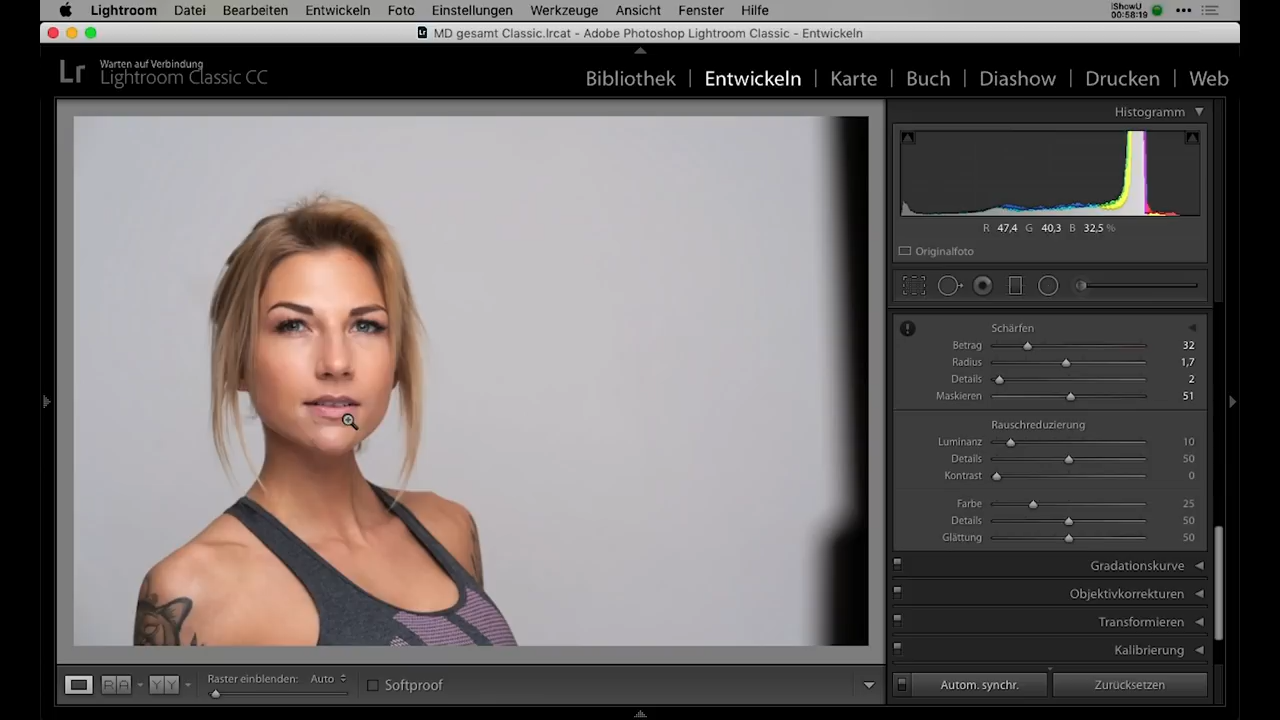 Lightroom Datei Bearbeiten Entwickeln Foto Einstellungen Werkzeuge Ansicht Fenster Hilfe
iShowU
00:58:19
MD gesamt Classic.lrcat - Adobe Photoshop Lightroom Classic - Entwickeln
Lr
Warten auf Verbindung
Lightroom Classic CC
Bibliothek | Entwickeln | Karte | Buch | Diashow | Drucken | Web
Histogramm
R 47,4 G 40,3 B 32,5 %
Originalfoto
Schärfen
Betrag 32
Radius 1,7
Details 2
Maskieren 51
Rauschreduzierung
Luminanz 10
Details 50
Kontrast 0
Farbe 25
Details 50
Glättung 50
Gradationskurve
Objektivkorrekturen
Transformieren
Kalibrierung
RA YY Raster einblenden: Auto Softproof
Autom. synchr. Zurücksetzen